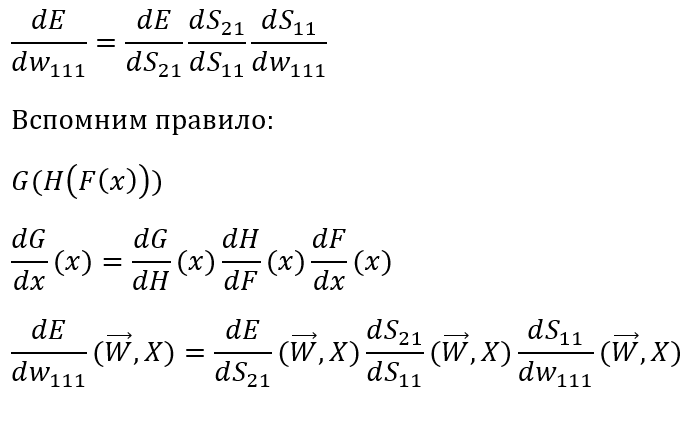 dE/dw₁₁₁ = dE/dS₂₁ dS₂₁/dS₁₁ dS₁₁/dw₁₁₁
Вспомним правило:
G(H(F(x)))
dG/dx (x) = dG/dH (x) dH/dF (x) dF/dx (x)
dE/dw₁₁₁ (W⃗, X) = dE/dS₂₁ (W⃗, X) dS₂₁/dS₁₁ (W⃗, X) dS₁₁/dw₁₁₁ (W⃗, X)